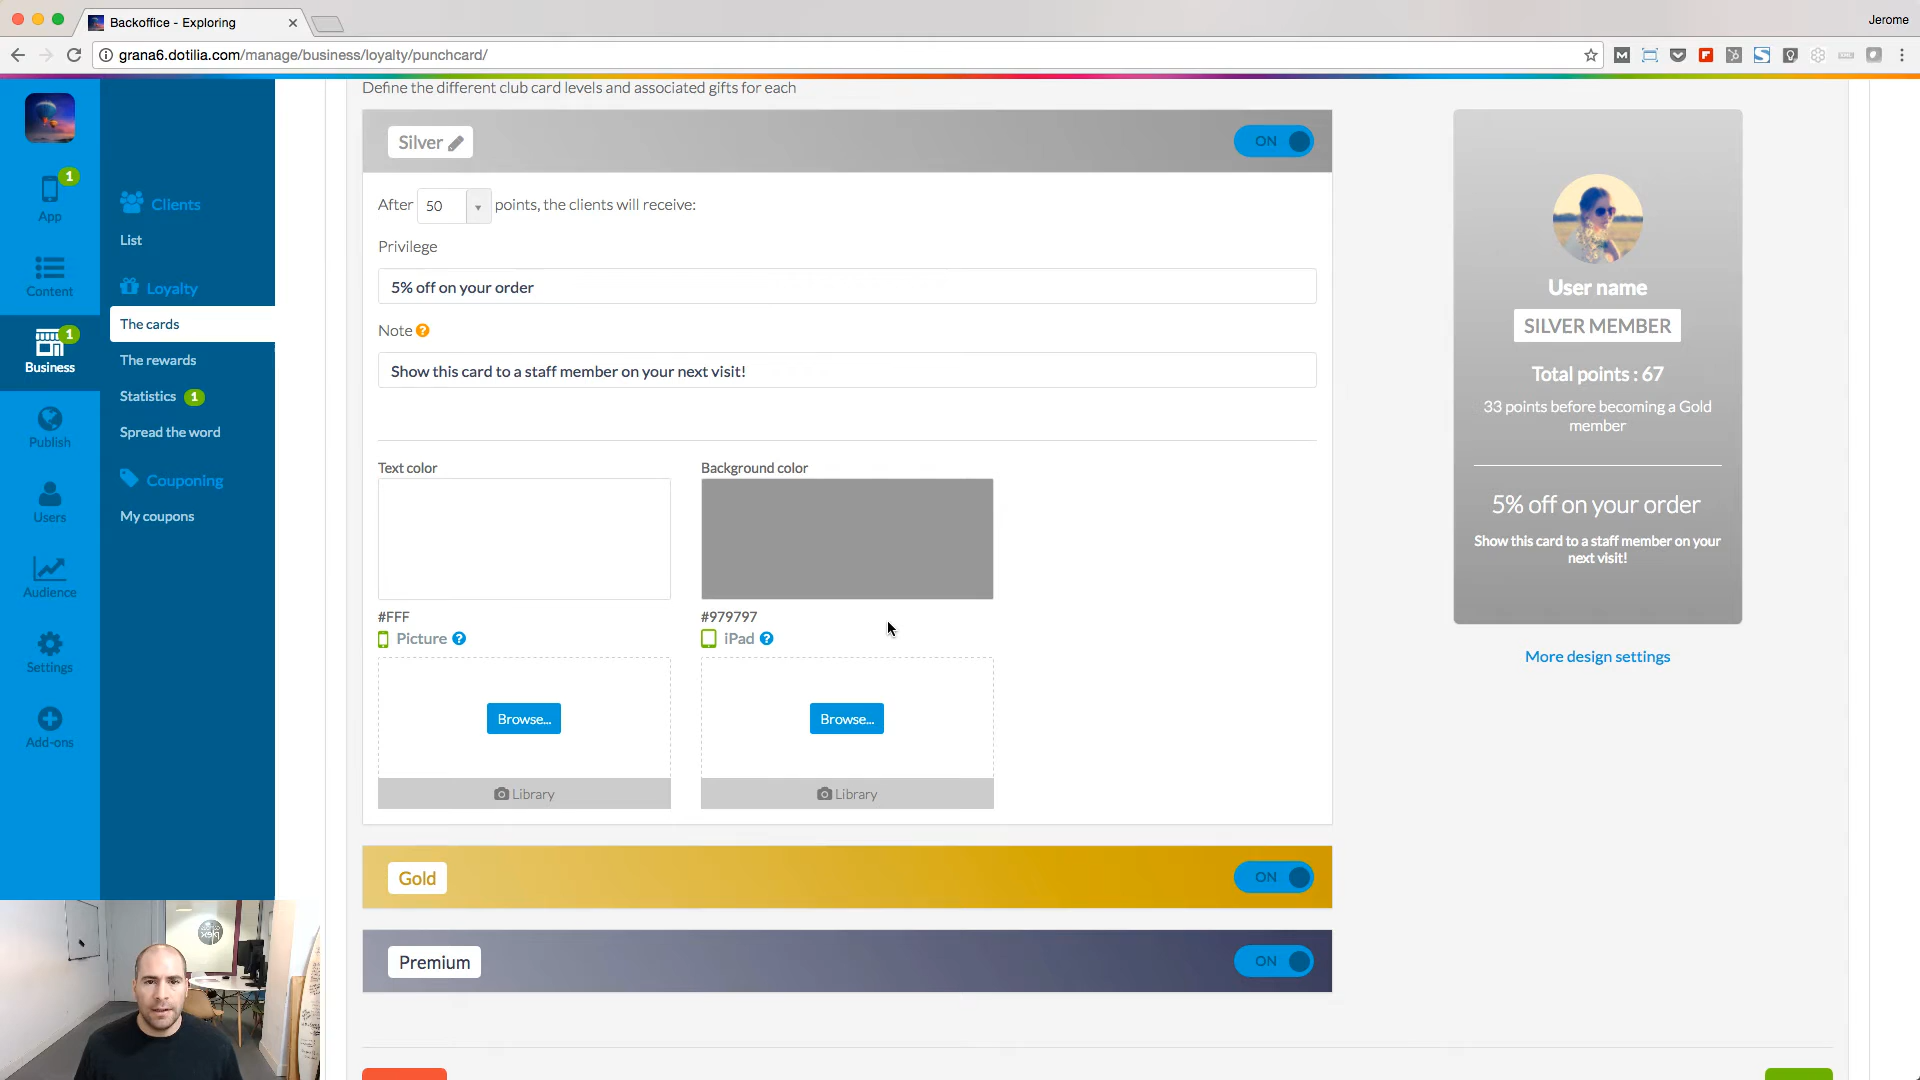 Backoffice - Exploring
Jerome
grana6.dotilia.com/manage/business/loyalty/punchcard/
Define the different club card levels and associated gifts for each
1
App
Content
1
Business
Publish
Users
Audience
Settings
Add-ons
Clients
List
Loyalty
The cards
The rewards
Statistics 1
Spread the word
Couponing
My coupons
Silver
ON
After 50 points, the clients will receive:
Privilege
5% off on your order
Note ?
Show this card to a staff member on your next visit!
Text color
Background color
#FFF
#979797
Picture ?
iPad ?
Browse...
Browse...
Library
Library
Gold
ON
Premium
ON
User name
SILVER MEMBER
Total points : 67
33 points before becoming a Gold
member
5% off on your order
Show this card to a staff member on your
next visit!
More design settings